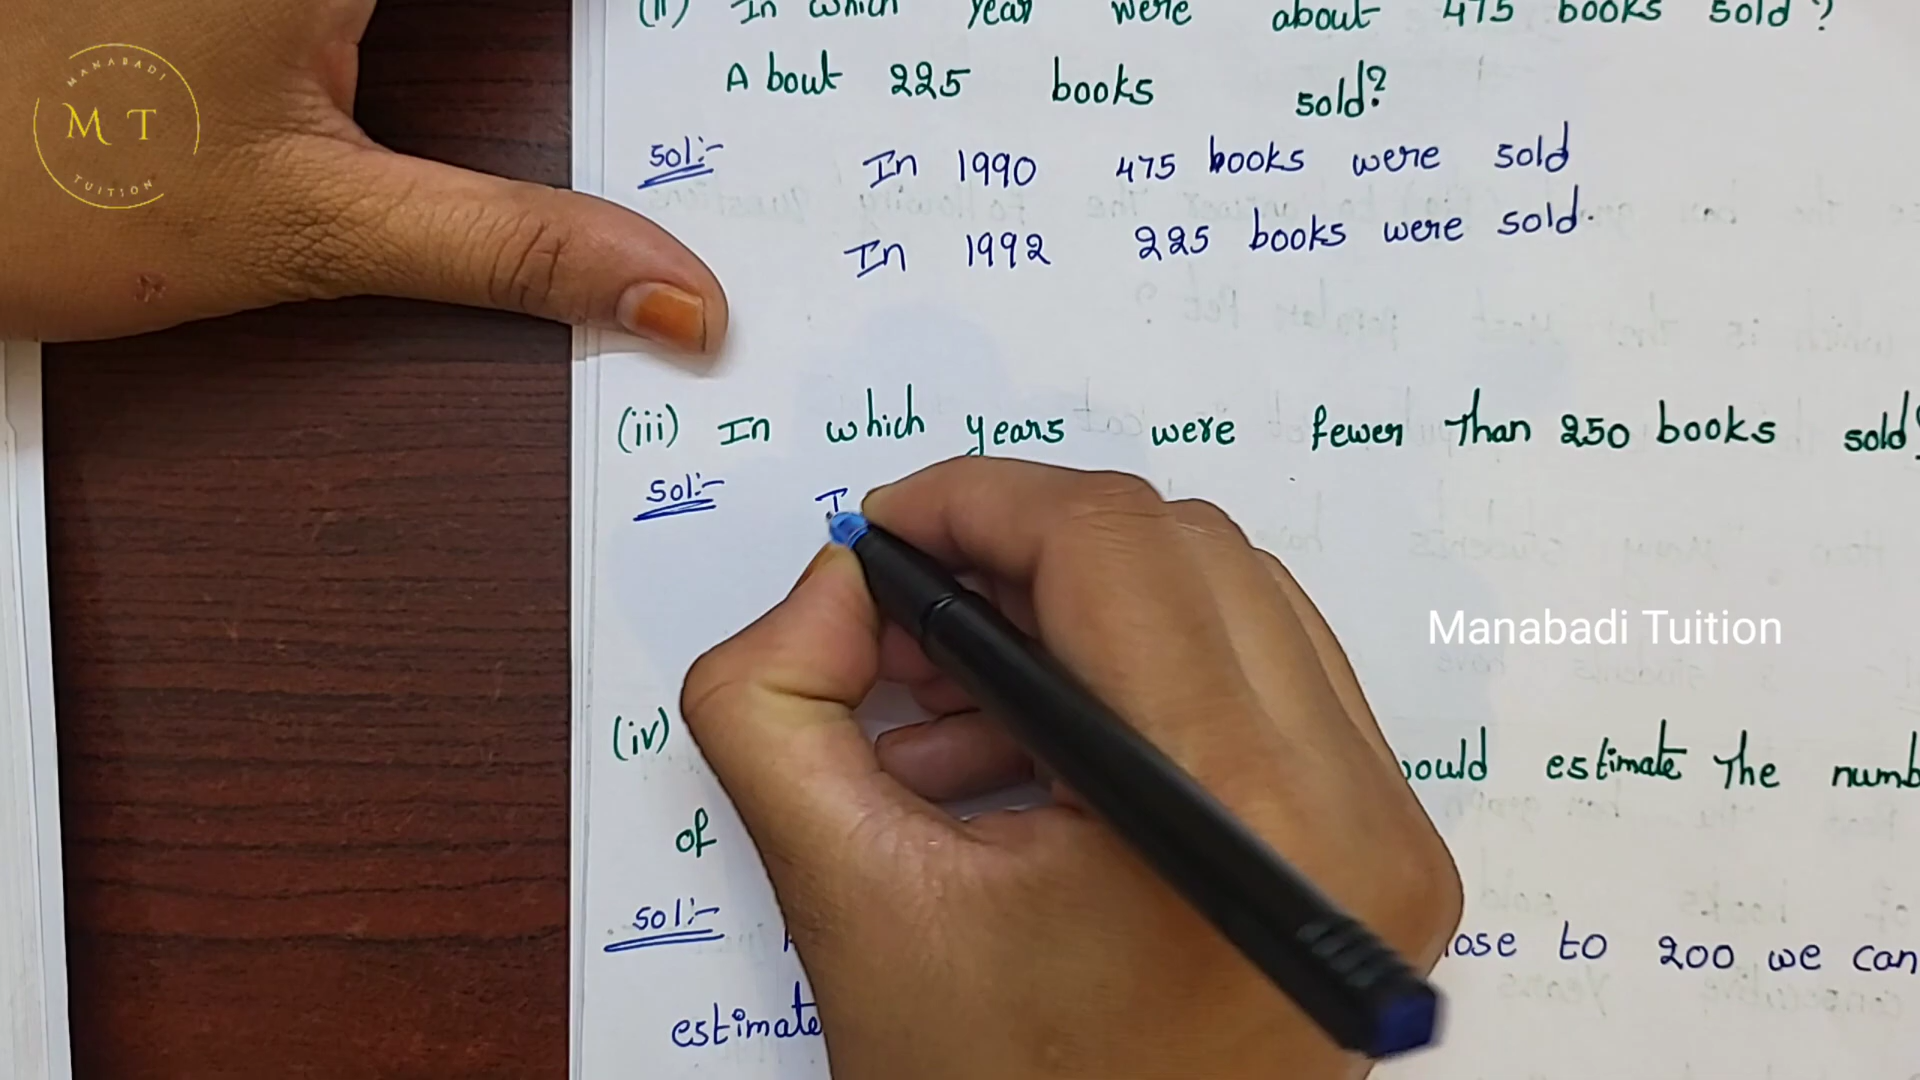 (ii) In which year were about 475 books sold?
About 225 books sold?
Sol:- In 1990 475 books were sold
In 1992 225 books were sold.
(iii) In which years were fewer than 250 books sold?
Sol:- I
(iv) would estimate the numb
of
Sol:- lose to 200 we can
estimate
MANABADI
MT
TUITION
Manabadi Tuition